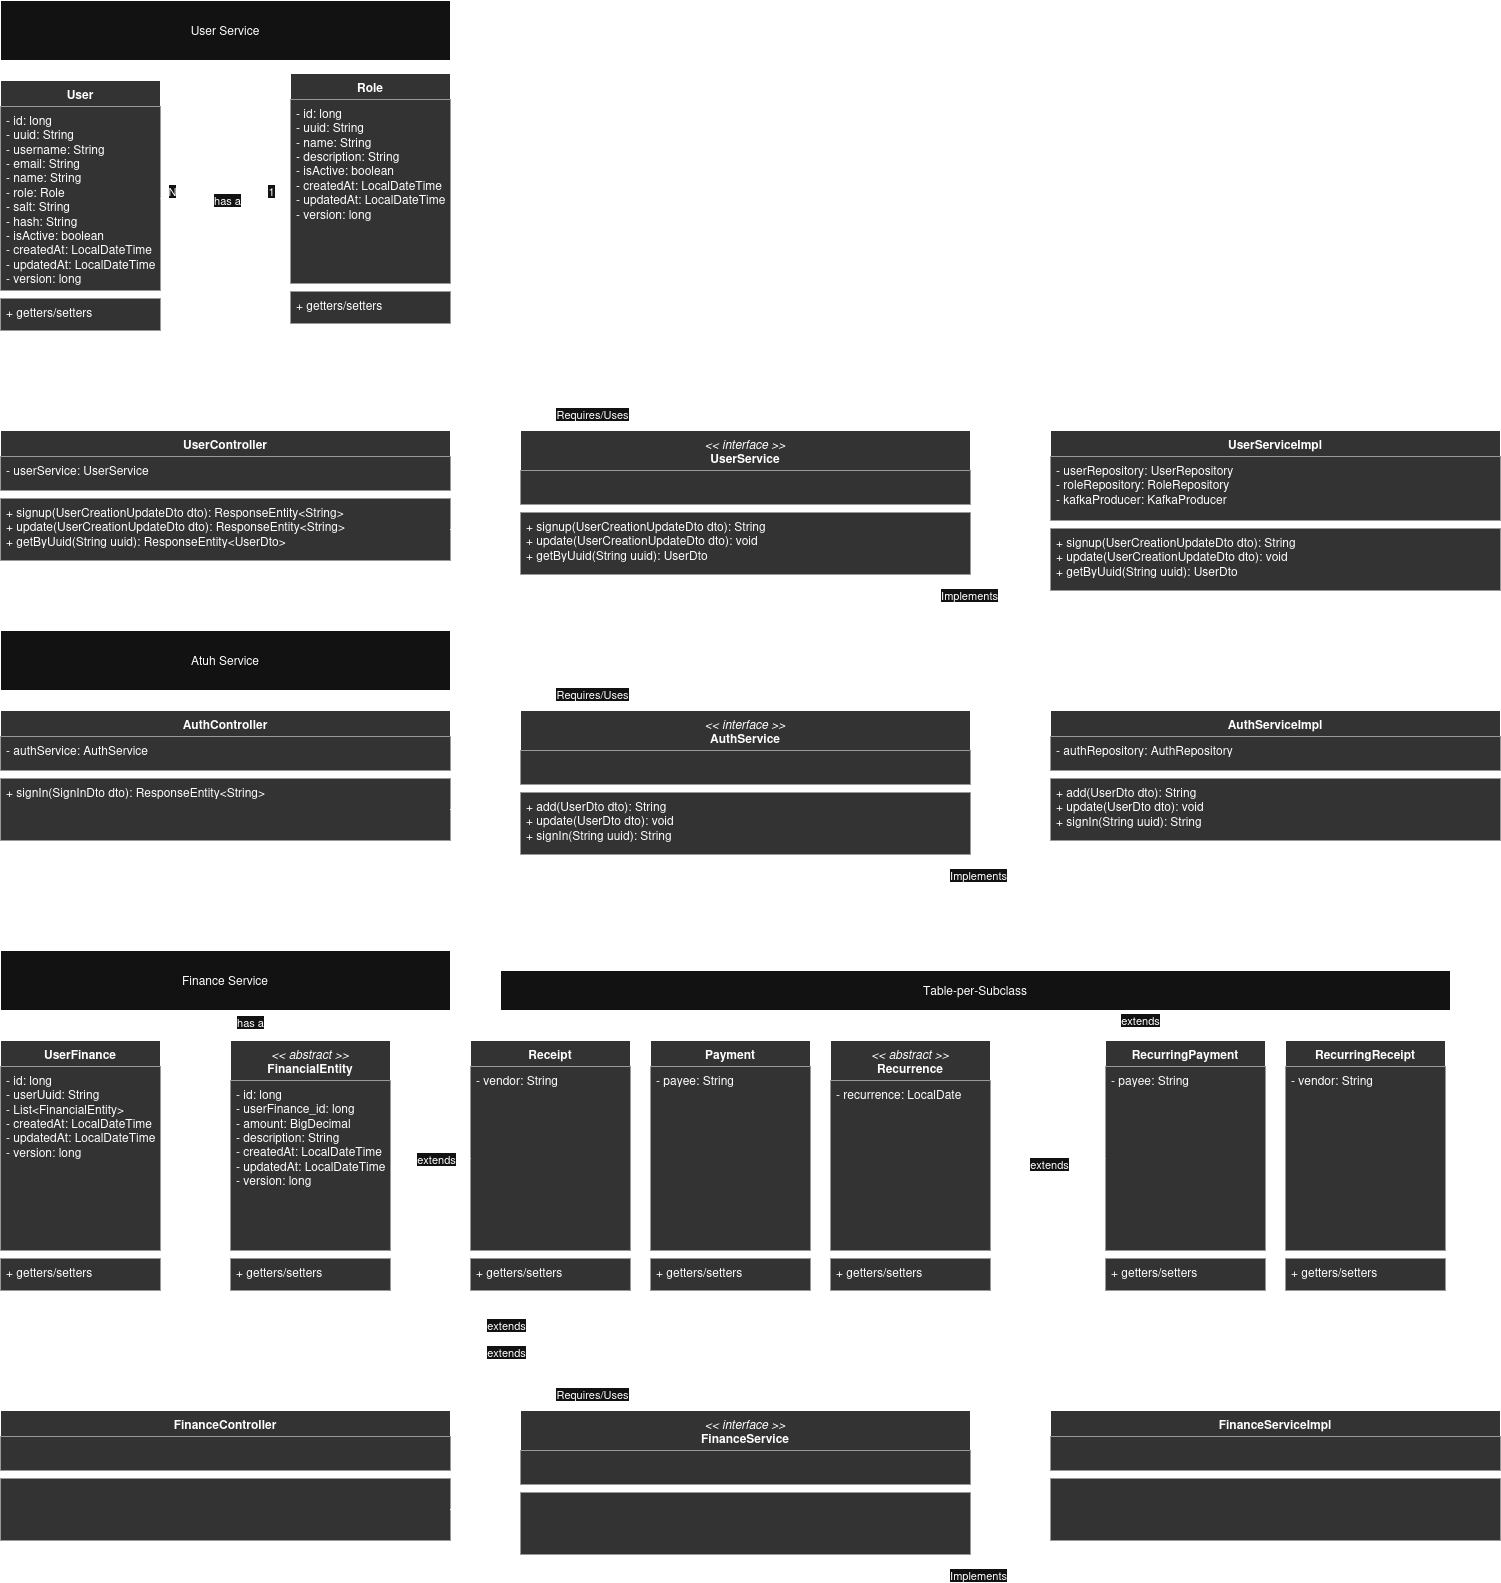 User Service
User
- id: long
- uuid: String
- username: String
- email: String
- name: String
- role: Role
- salt: String
- hash: String
- isActive: boolean
- createdAt: LocalDateTime
- updatedAt: LocalDateTime
- version: long
+ getters/setters
N
has a
1
Role
- id: long
- uuid: String
- name: String
- description: String
- isActive: boolean
- createdAt: LocalDateTime
- updatedAt: LocalDateTime
- version: long
+ getters/setters
Requires/Uses
UserController
- userService: UserService
+ signup(UserCreationUpdateDto dto): ResponseEntity<String>
+ update(UserCreationUpdateDto dto): ResponseEntity<String>
+ getByUuid(String uuid): ResponseEntity<UserDto>
<< interface >>
UserService
+ signup(UserCreationUpdateDto dto): String
+ update(UserCreationUpdateDto dto): void
+ getByUuid(String uuid): UserDto
UserServiceImpl
- userRepository: UserRepository
- roleRepository: RoleRepository
- kafkaProducer: KafkaProducer
+ signup(UserCreationUpdateDto dto): String
+ update(UserCreationUpdateDto dto): void
+ getByUuid(String uuid): UserDto
Implements
Atuh Service
Requires/Uses
AuthController
- authService: AuthService
+ signIn(SignInDto dto): ResponseEntity<String>
<< interface >>
AuthService
+ add(UserDto dto): String
+ update(UserDto dto): void
+ signIn(String uuid): String
AuthServiceImpl
- authRepository: AuthRepository
+ add(UserDto dto): String
+ update(UserDto dto): void
+ signIn(String uuid): String
Implements
Finance Service
Table-per-Subclass
has a
extends
UserFinance
- id: long
- userUuid: String
- List<FinancialEntity>
- createdAt: LocalDateTime
- updatedAt: LocalDateTime
- version: long
+ getters/setters
<< abstract >>
FinancialEntity
- id: long
- userFinance_id: long
- amount: BigDecimal
- description: String
- createdAt: LocalDateTime
- updatedAt: LocalDateTime
- version: long
+ getters/setters
extends
Receipt
- vendor: String
+ getters/setters
Payment
- payee: String
+ getters/setters
<< abstract >>
Recurrence
- recurrence: LocalDate
+ getters/setters
extends
RecurringPayment
- payee: String
+ getters/setters
RecurringReceipt
- vendor: String
+ getters/setters
extends
extends
Requires/Uses
FinanceController
<< interface >>
FinanceService
FinanceServiceImpl
Implements